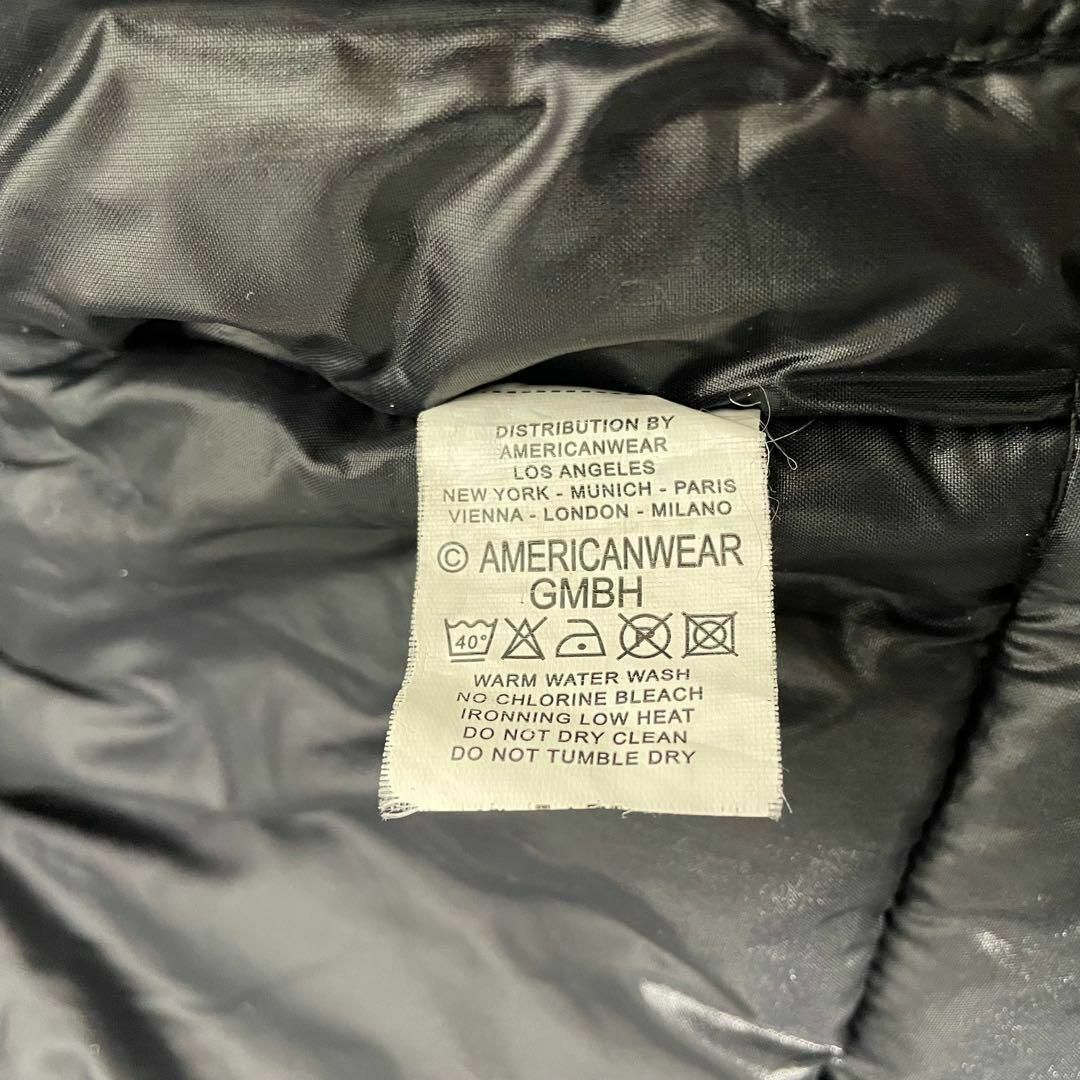 DISTRIBUTION BY
AMERICANWEAR
LOS ANGELES
NEW YORK - MUNICH - PARIS
VIENNA - LONDON - MILANO
© AMERICANWEAR
GMBH
40° P
WARM WATER WASH
NO CHLORINE BLEACH
IRONNING LOW HEAT
DO NOT DRY CLEAN
DO NOT TUMBLE DRY